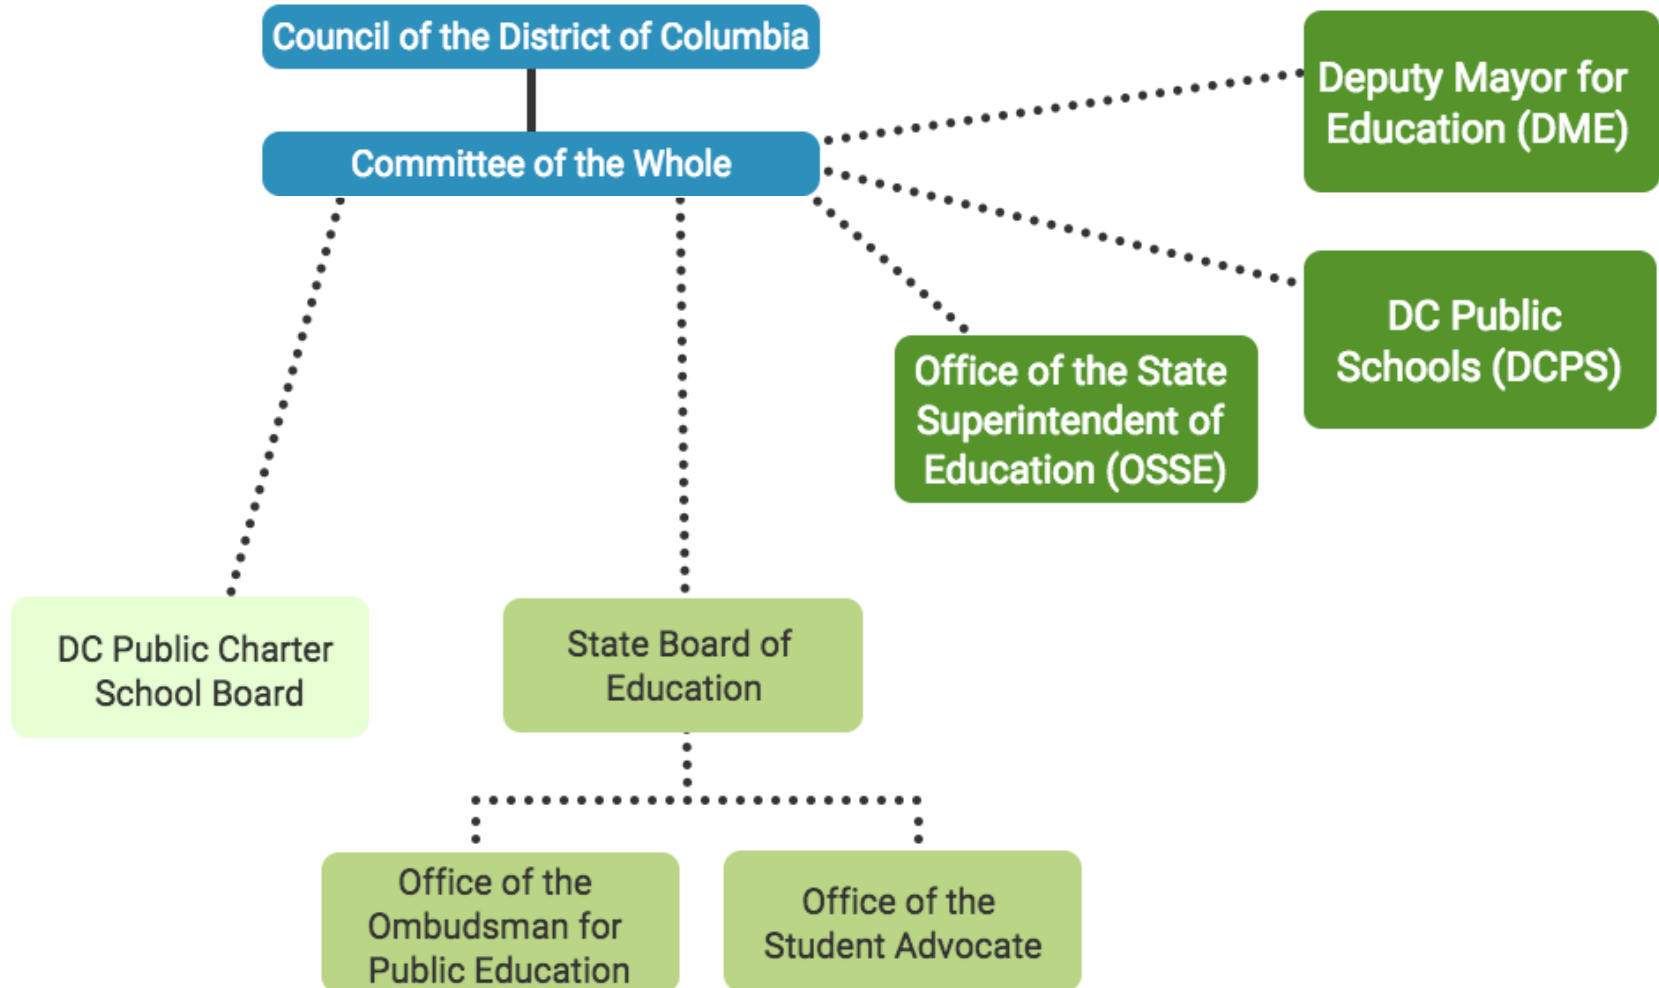 Council of the District of Columbia
Committee of the Whole
Deputy Mayor for
Education (DME)
DC Public
Schools (DCPS)
Office of the State
Superintendent of
Education (OSSE)
DC Public Charter
School Board
State Board of
Education
Office of the
Ombudsman for
Public Education
Office of the
Student Advocate